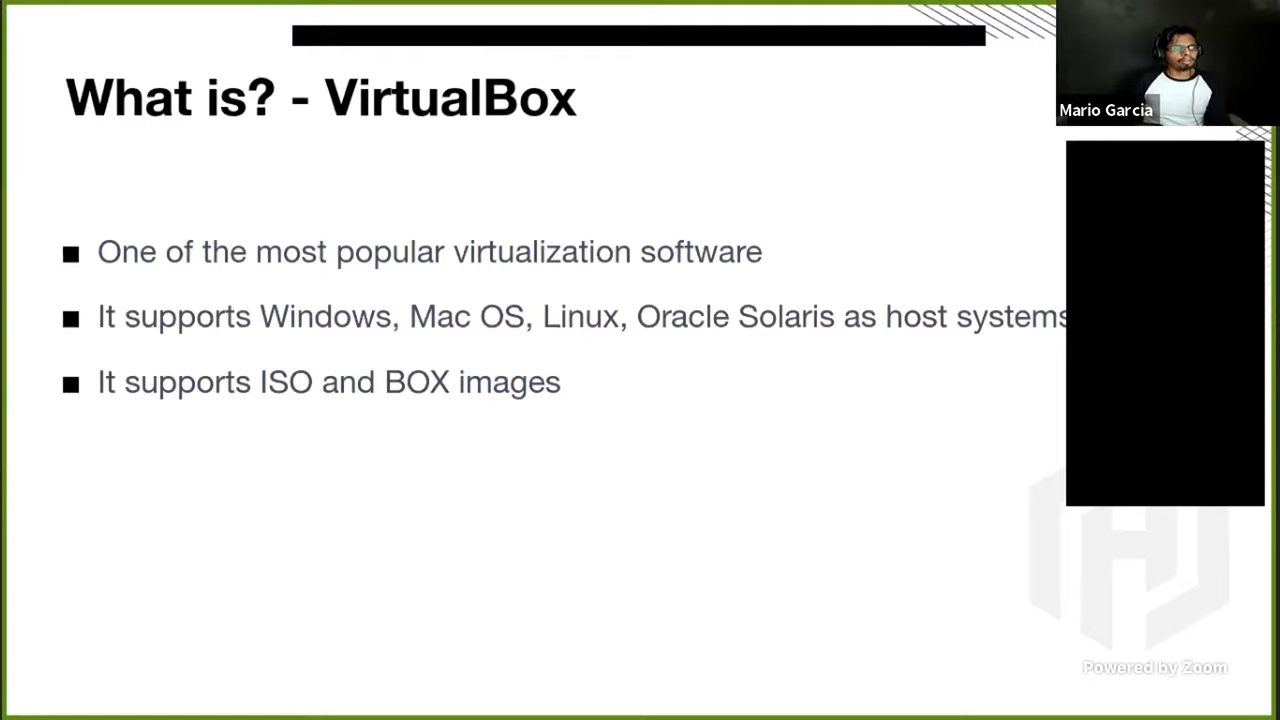 What is? - VirtualBox
Mario Garcia
One of the most popular virtualization software
It supports Windows, Mac OS, Linux, Oracle Solaris as host systems
It supports ISO and BOX images
Powered by Zoom